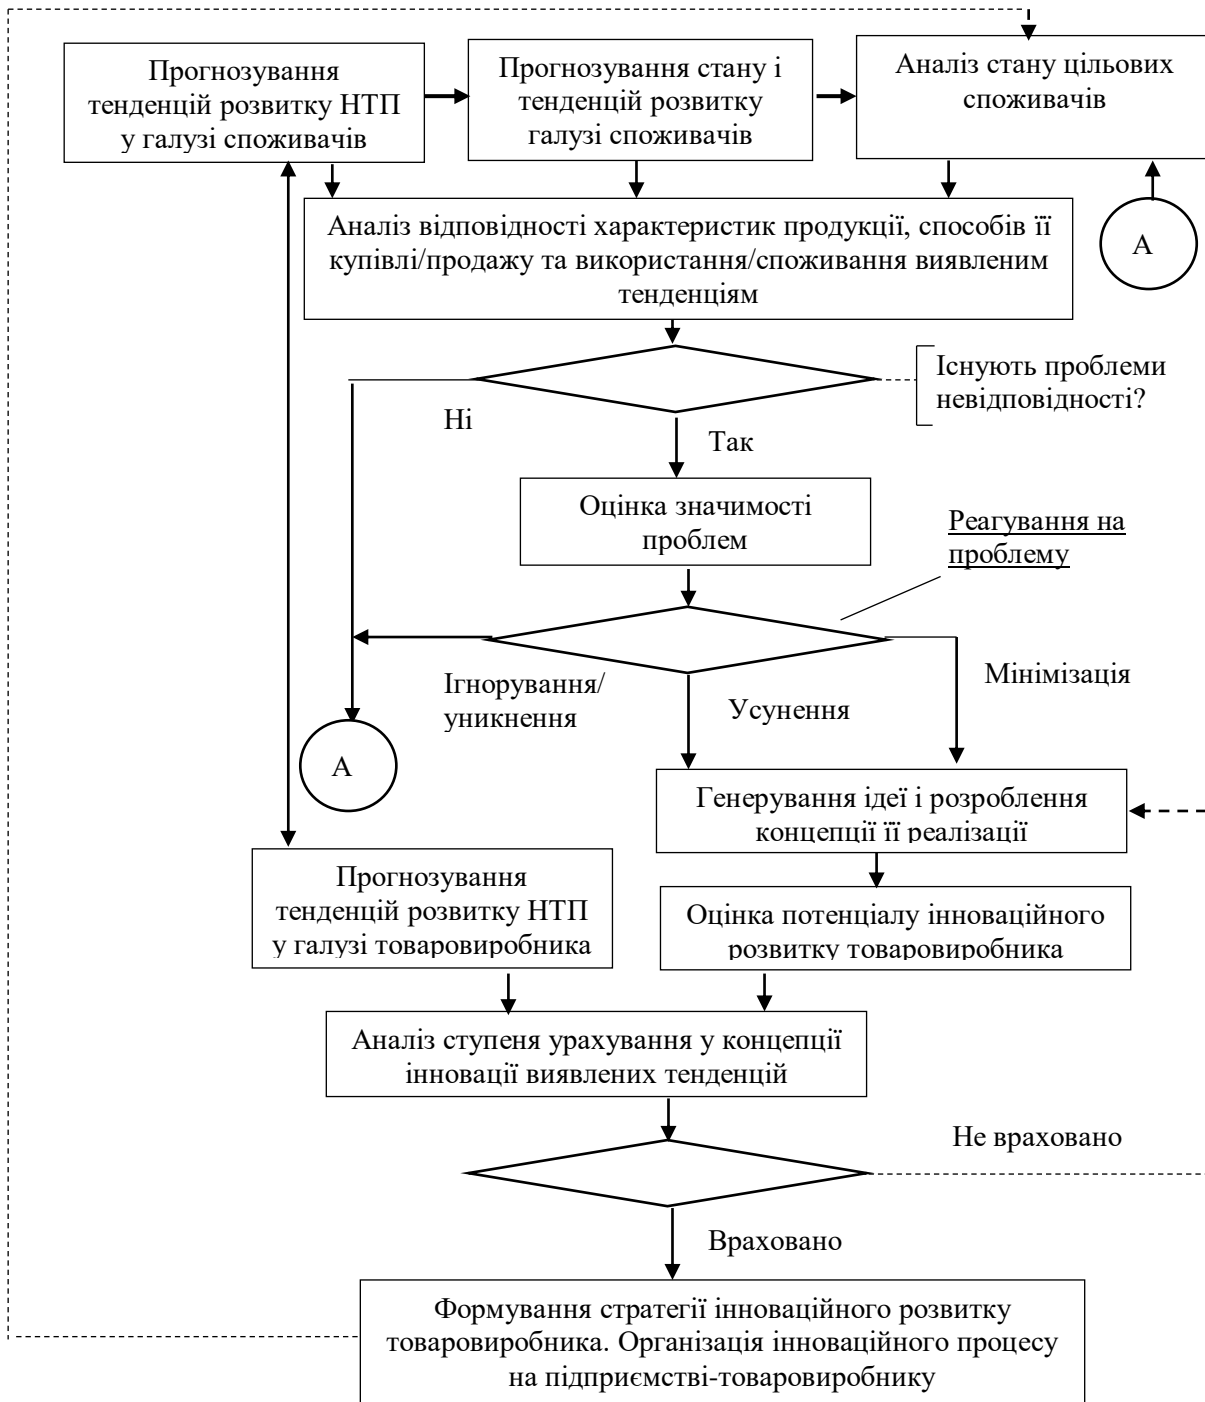 Прогнозування
тенденцій розвитку НТП
у галузі споживачів
Прогнозування стану і
тенденцій розвитку
галузі споживачів
Аналіз стану цільових
споживачів
Аналіз відповідності характеристик продукції, способів її
купівлі/продажу та використання/споживання виявленим
тенденціям
А
Існують проблеми
невідповідності?
Ні
Так
Оцінка значимості
проблем
Реагування на
проблему
Ігнорування/
уникнення
Усунення
Мінімізація
А
Генерування ідеї і розроблення
концепції її реалізації
Прогнозування
тенденцій розвитку НТП
у галузі товаровиробника
Оцінка потенціалу інноваційного
розвитку товаровиробника
Аналіз ступеня урахування у концепції
інновації виявлених тенденцій
Не враховано
Враховано
Формування стратегії інноваційного розвитку
товаровиробника. Організація інноваційного процесу
на підприємстві-товаровиробнику